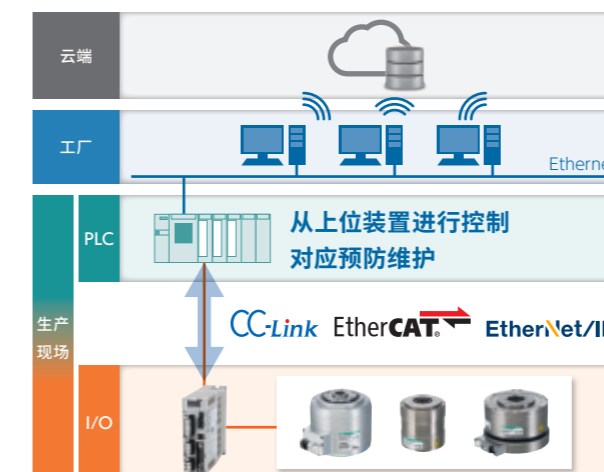 云端
工厂
Etherne
PLC
从上位装置进行控制
对应预防维护
生产
现场
CC-Link EtherCAT® EtherNet/I
I/O